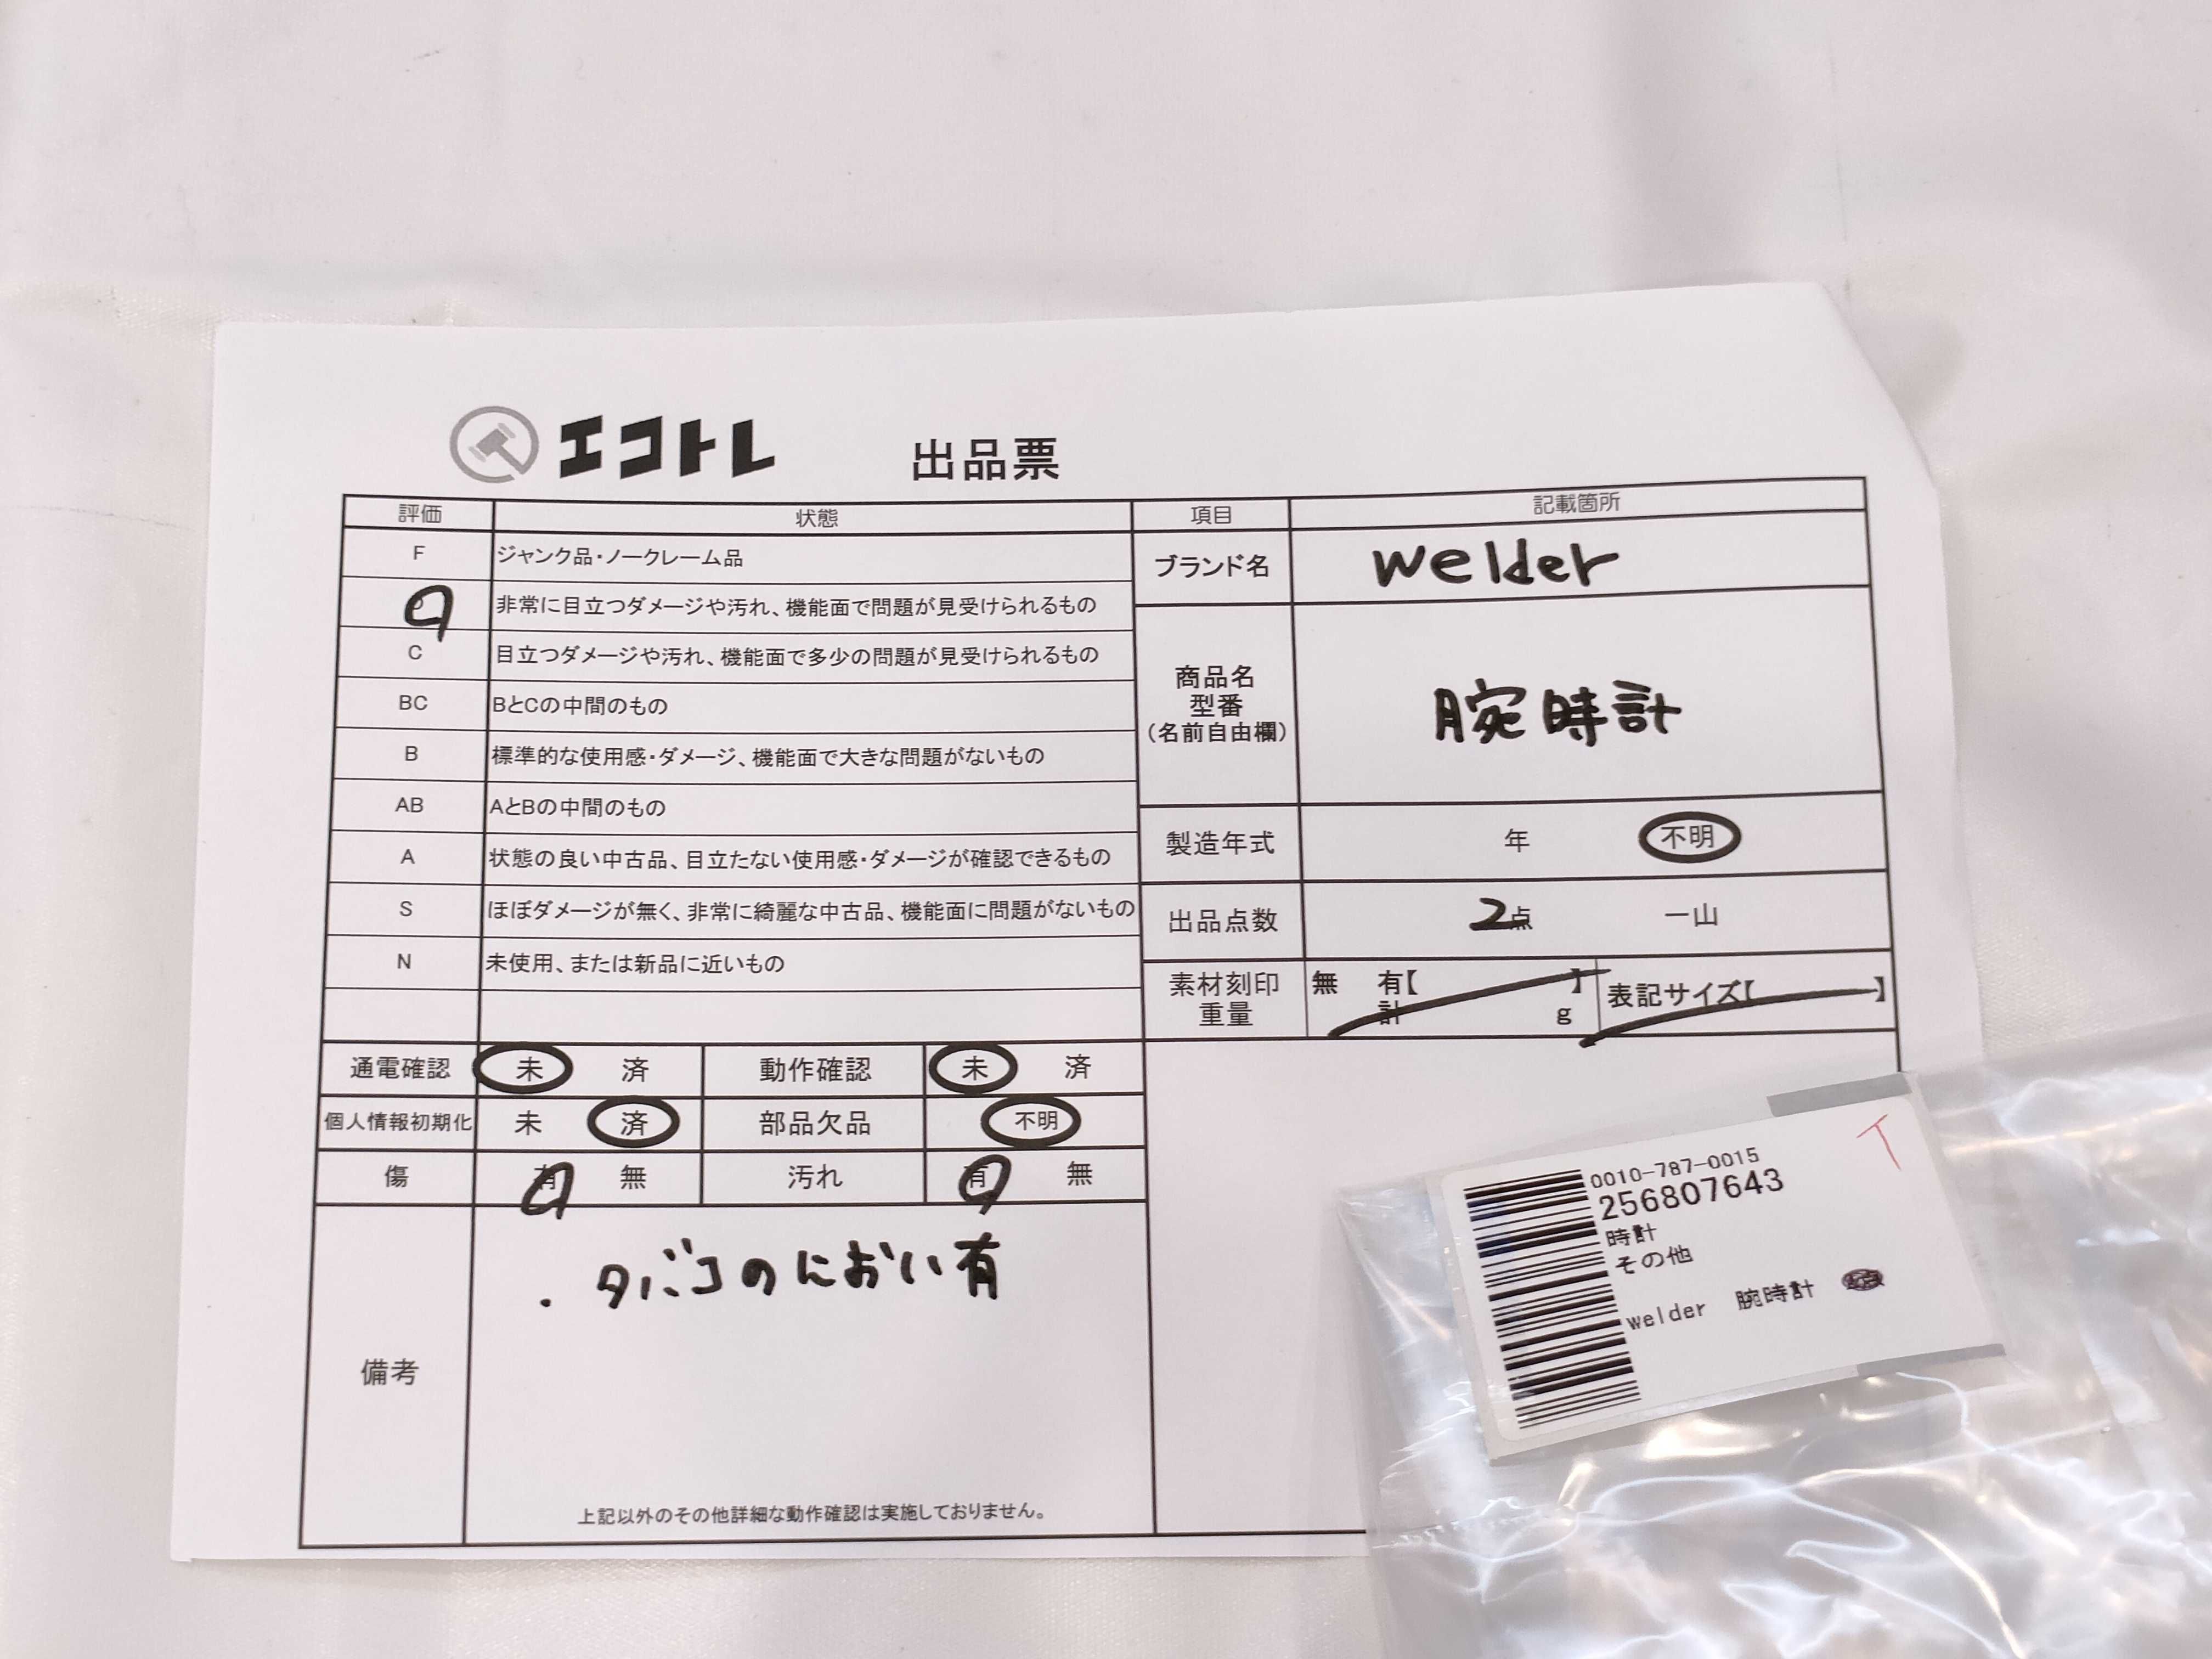 エコトレ 出品票
評価 状態 項目 記載箇所
F ジャンク品・ノークレーム品
非常に目立つダメージや汚れ、機能面で問題が見受けられるもの
C 目立つダメージや汚れ、機能面で多少の問題が見受けられるもの
BC BとCの中間のもの
B 標準的な使用感・ダメージ、機能面で大きな問題がないもの
AB AとBの中間のもの
A 状態の良い中古品、目立たない使用感・ダメージが確認できるもの
S ほぼダメージが無く、非常に綺麗な中古品、機能面に問題がないもの
N 未使用、または新品に近いもの
ブランド名 welder
商品名
型番
(名前自由欄)
腕時計
製造年式 年 不明
出品点数 2点 一山
素材刻印
重量
無 有【 】
計 g
表記サイズ【 】
通電確認 未 済 動作確認 未 済
個人情報初期化 未 済 部品欠品 不明
傷 有 無 汚れ 有 無
備考
・タバコのにおい有
上記以外のその他詳細な動作確認は実施しておりません。
T
0010-787-0015
256807643
時計
その他
welder 腕時計